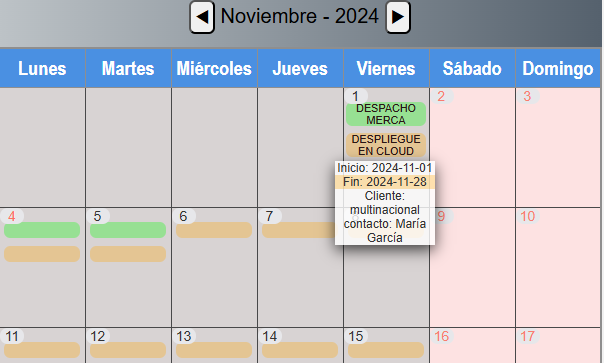 ◀ Noviembre - 2024 ▶
Lunes Martes Miércoles Jueves Viernes Sábado Domingo
1 2 3
DESPACHO
MERCA
DESPLIEGUE
EN CLOUD
Inicio: 2024-11-01
Fin: 2024-11-28
Cliente:
multinacional
contacto: María
García
4 5 6 7 9 10
11 12 13 14 15 16 17